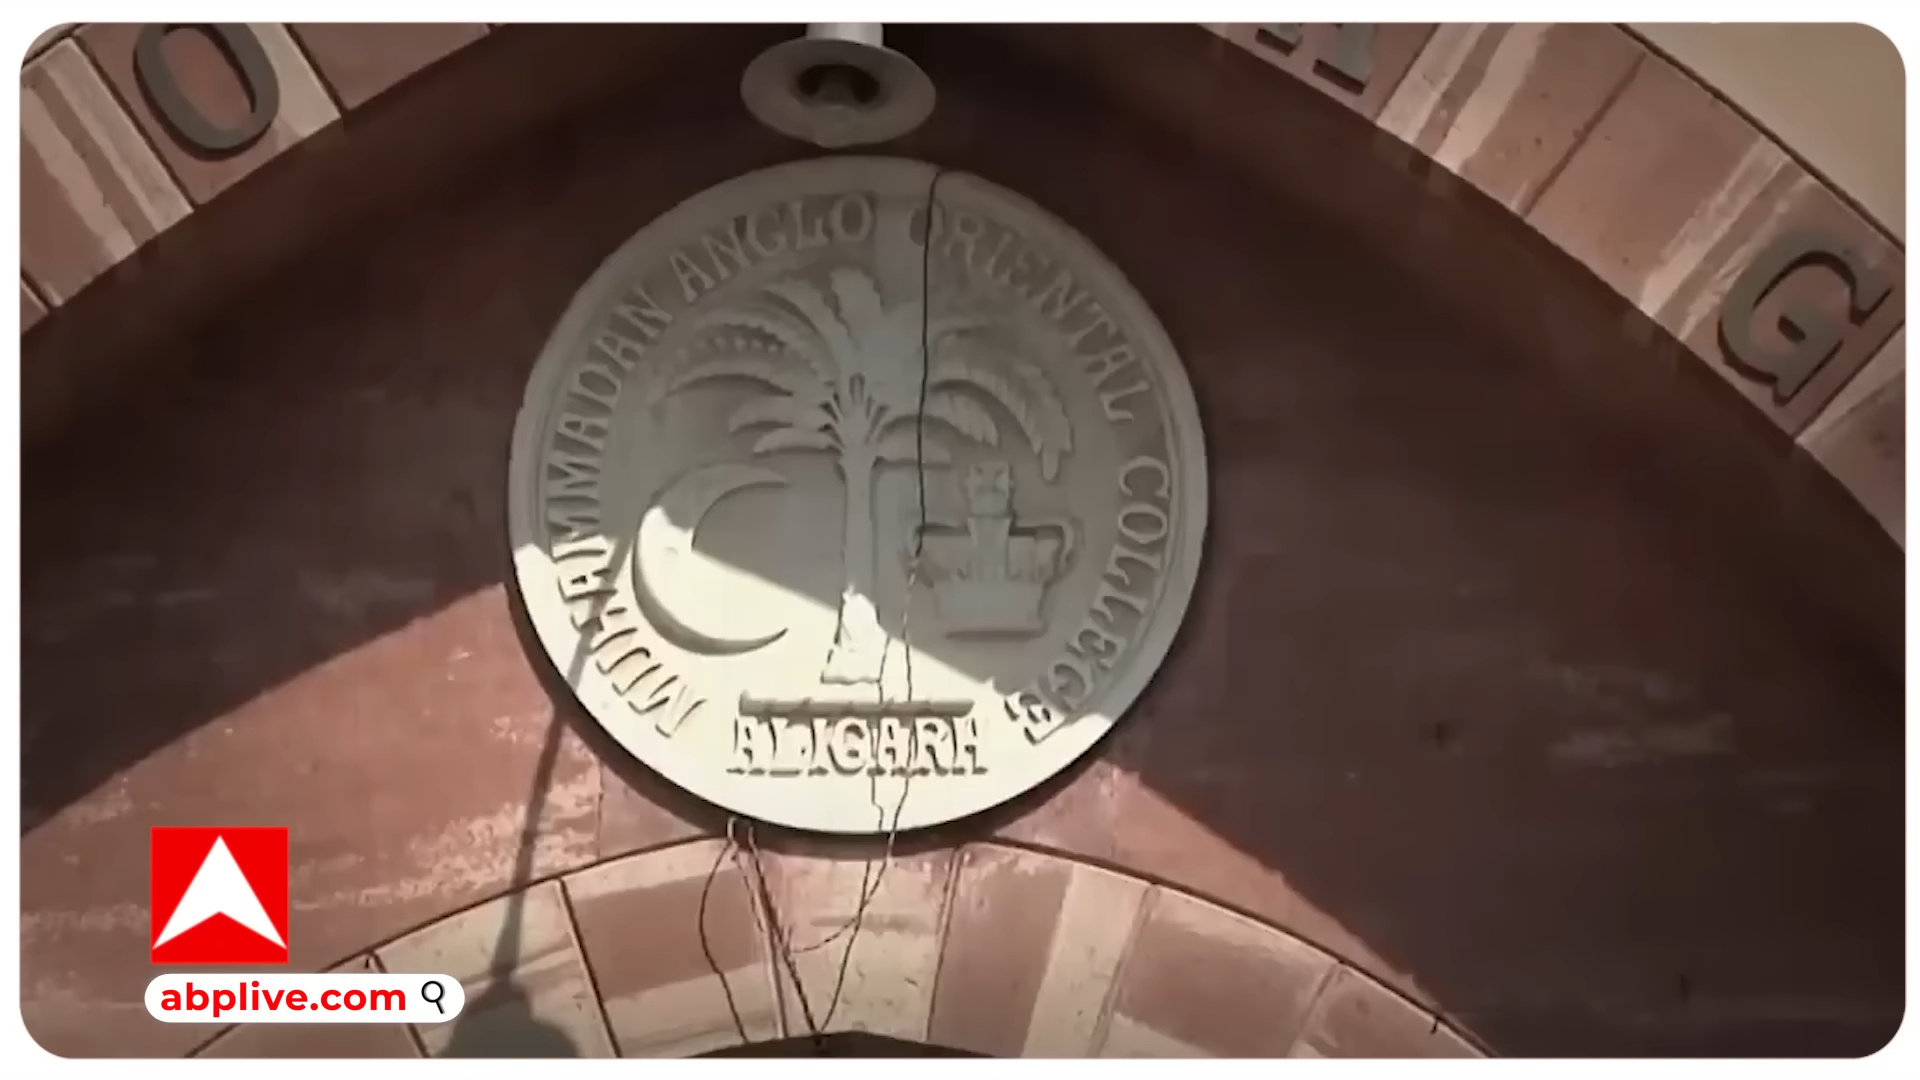 O
G
MUHAMMADAN ANGLO ORIENTAL COLLEGE,
ALIGARH
abplive.com